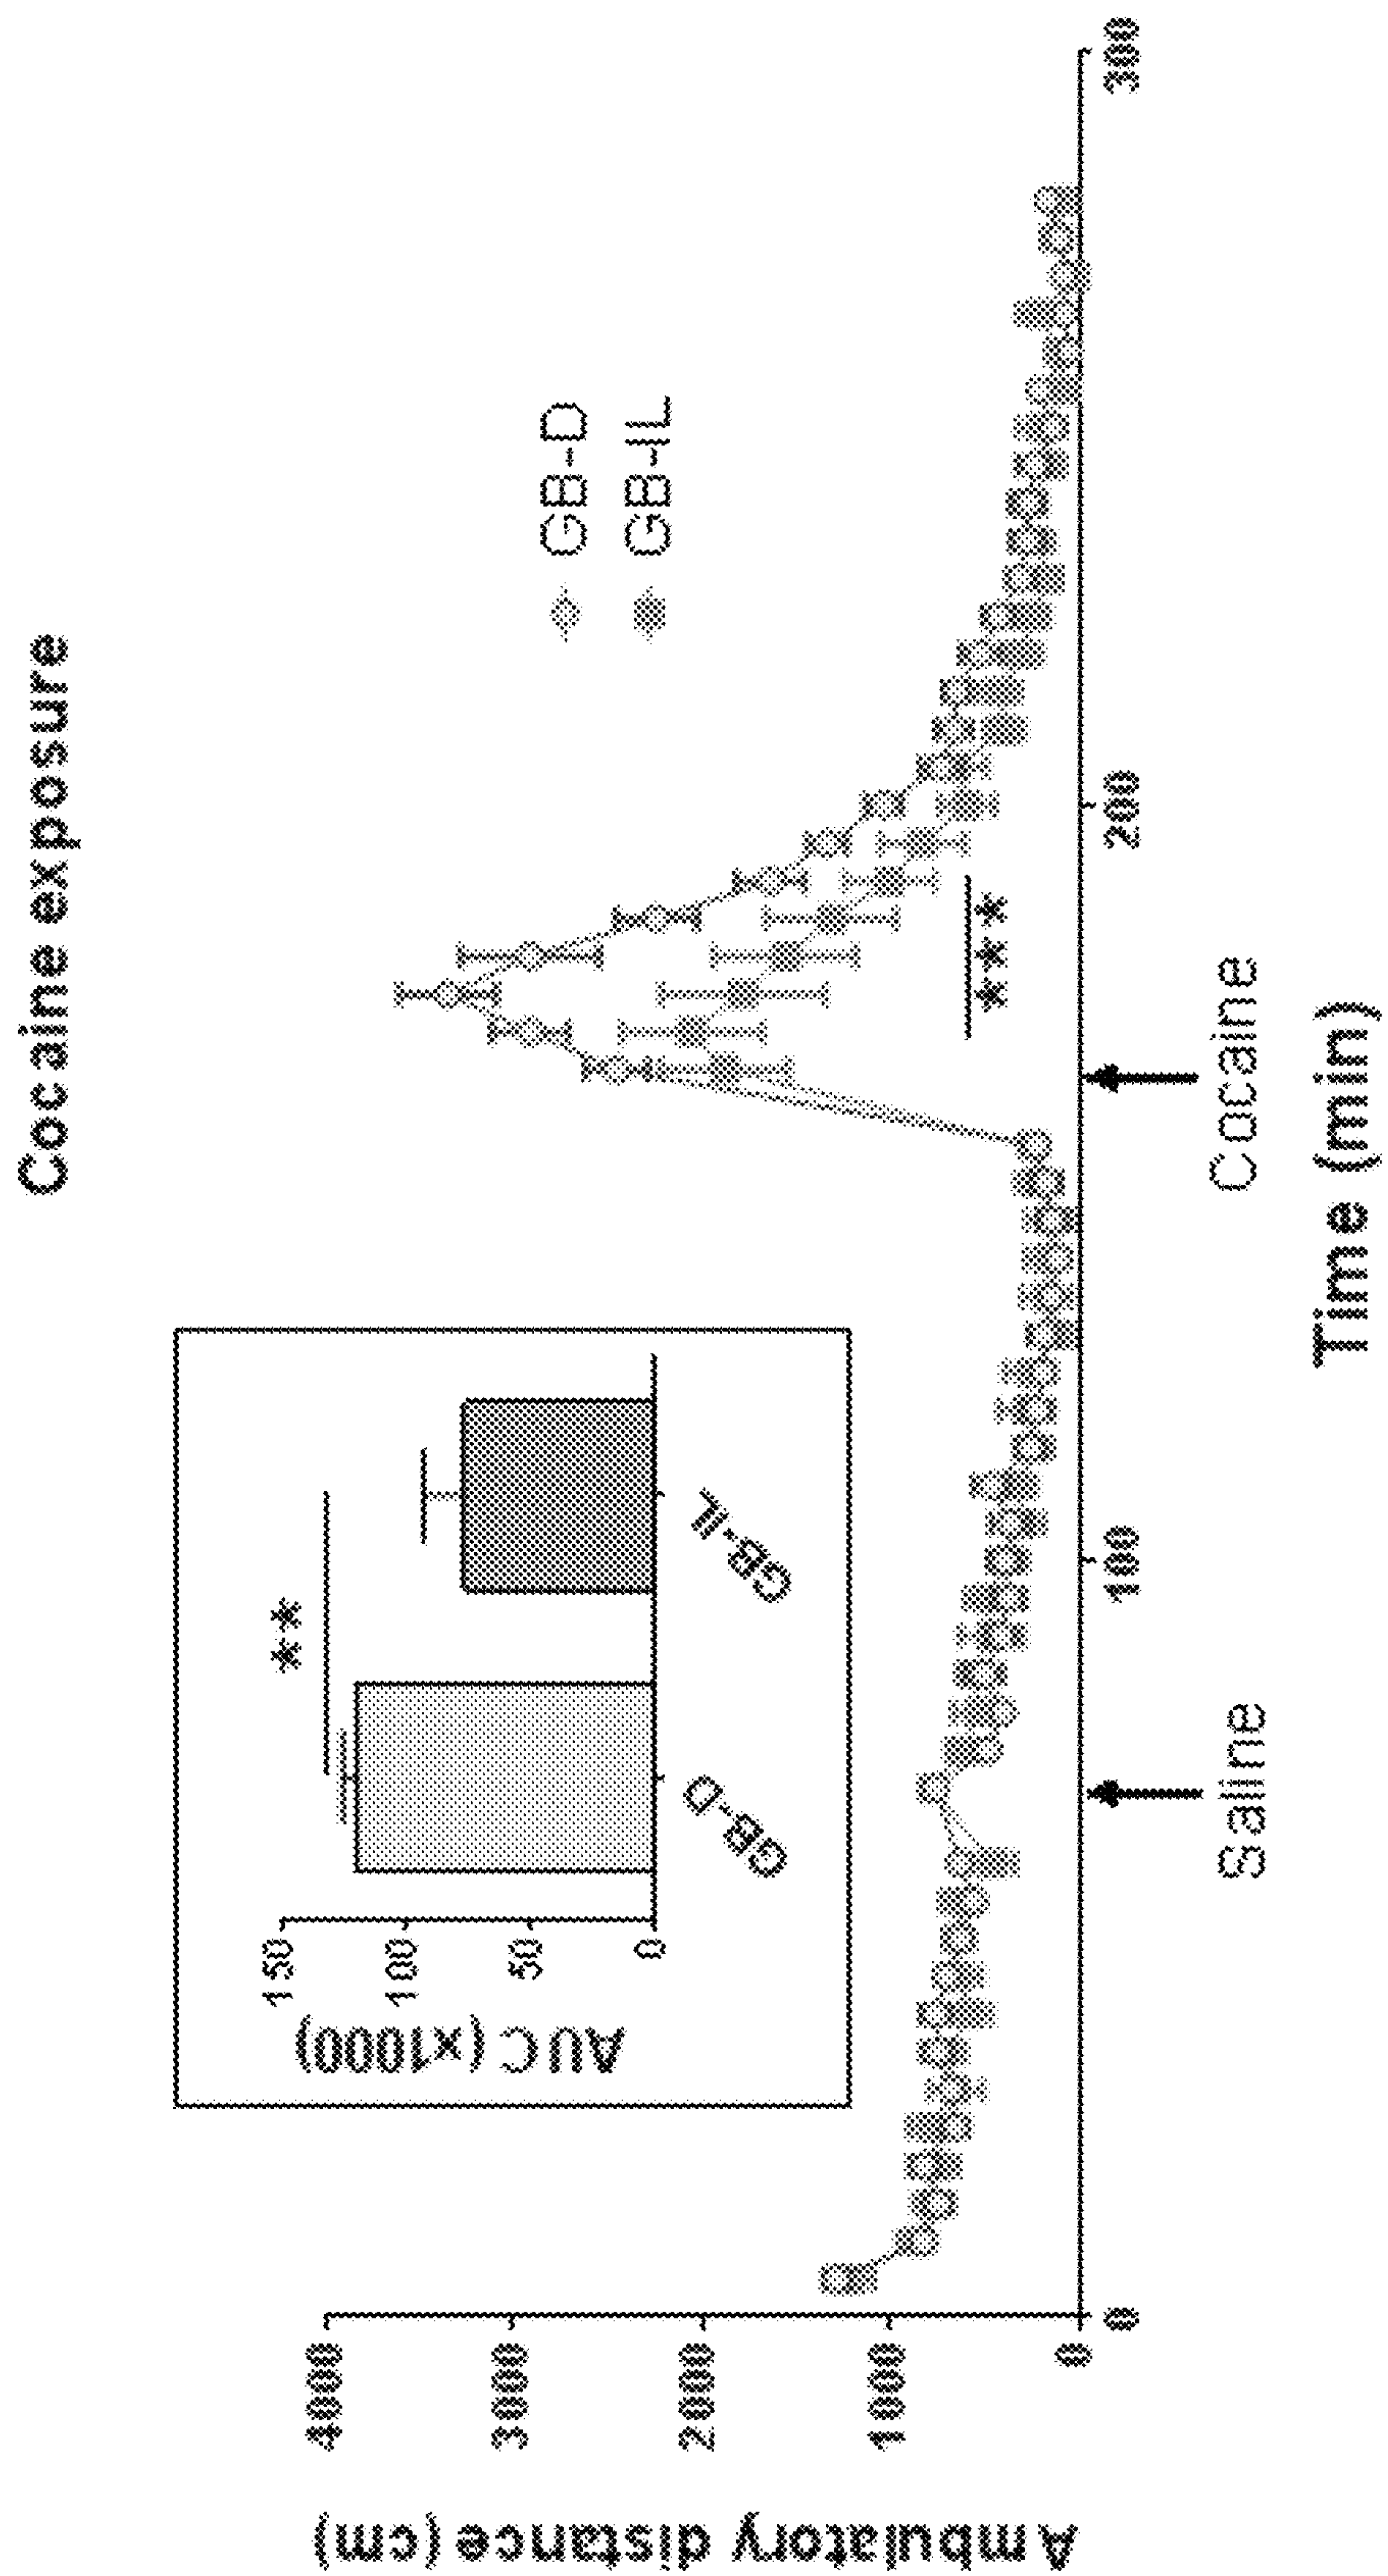 Cocaine exposure
Ambulatory distance (cm)
4000
3000
2000
1000
0
AUC (x1000)
150
100
50
0
**
GB-D
GB-IL
GB-D
GB-IL
***
0
100
200
300
Saline
Cocaine
Time (min)